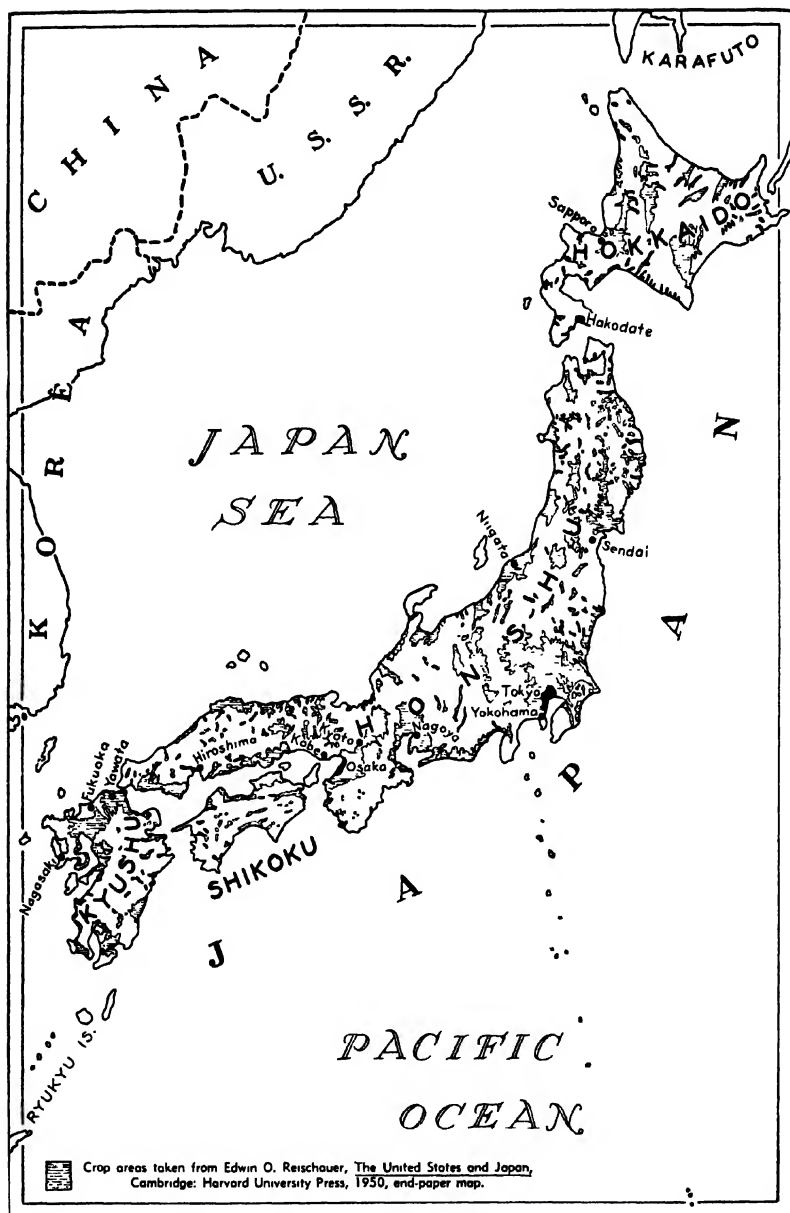 KARAFUTO
CHINA
U. S. S. R.
Sapporo
HOKKAIDO
Hakodate
KOREA
JAPAN
SEA
Niigata
Sendai
HONSHU
Tokyo
Yokohama
Nagoya
Kyoto
Osaka
Kobe
Hiroshima
Yawata
Fukuoka
Nagasaki
KYUSHU
SHIKOKU
JAPAN
RYUKYU IS.
PACIFIC
OCEAN
Crop areas taken from Edwin O. Reischauer, The United States and Japan,
Cambridge: Harvard University Press, 1950, end-paper map.